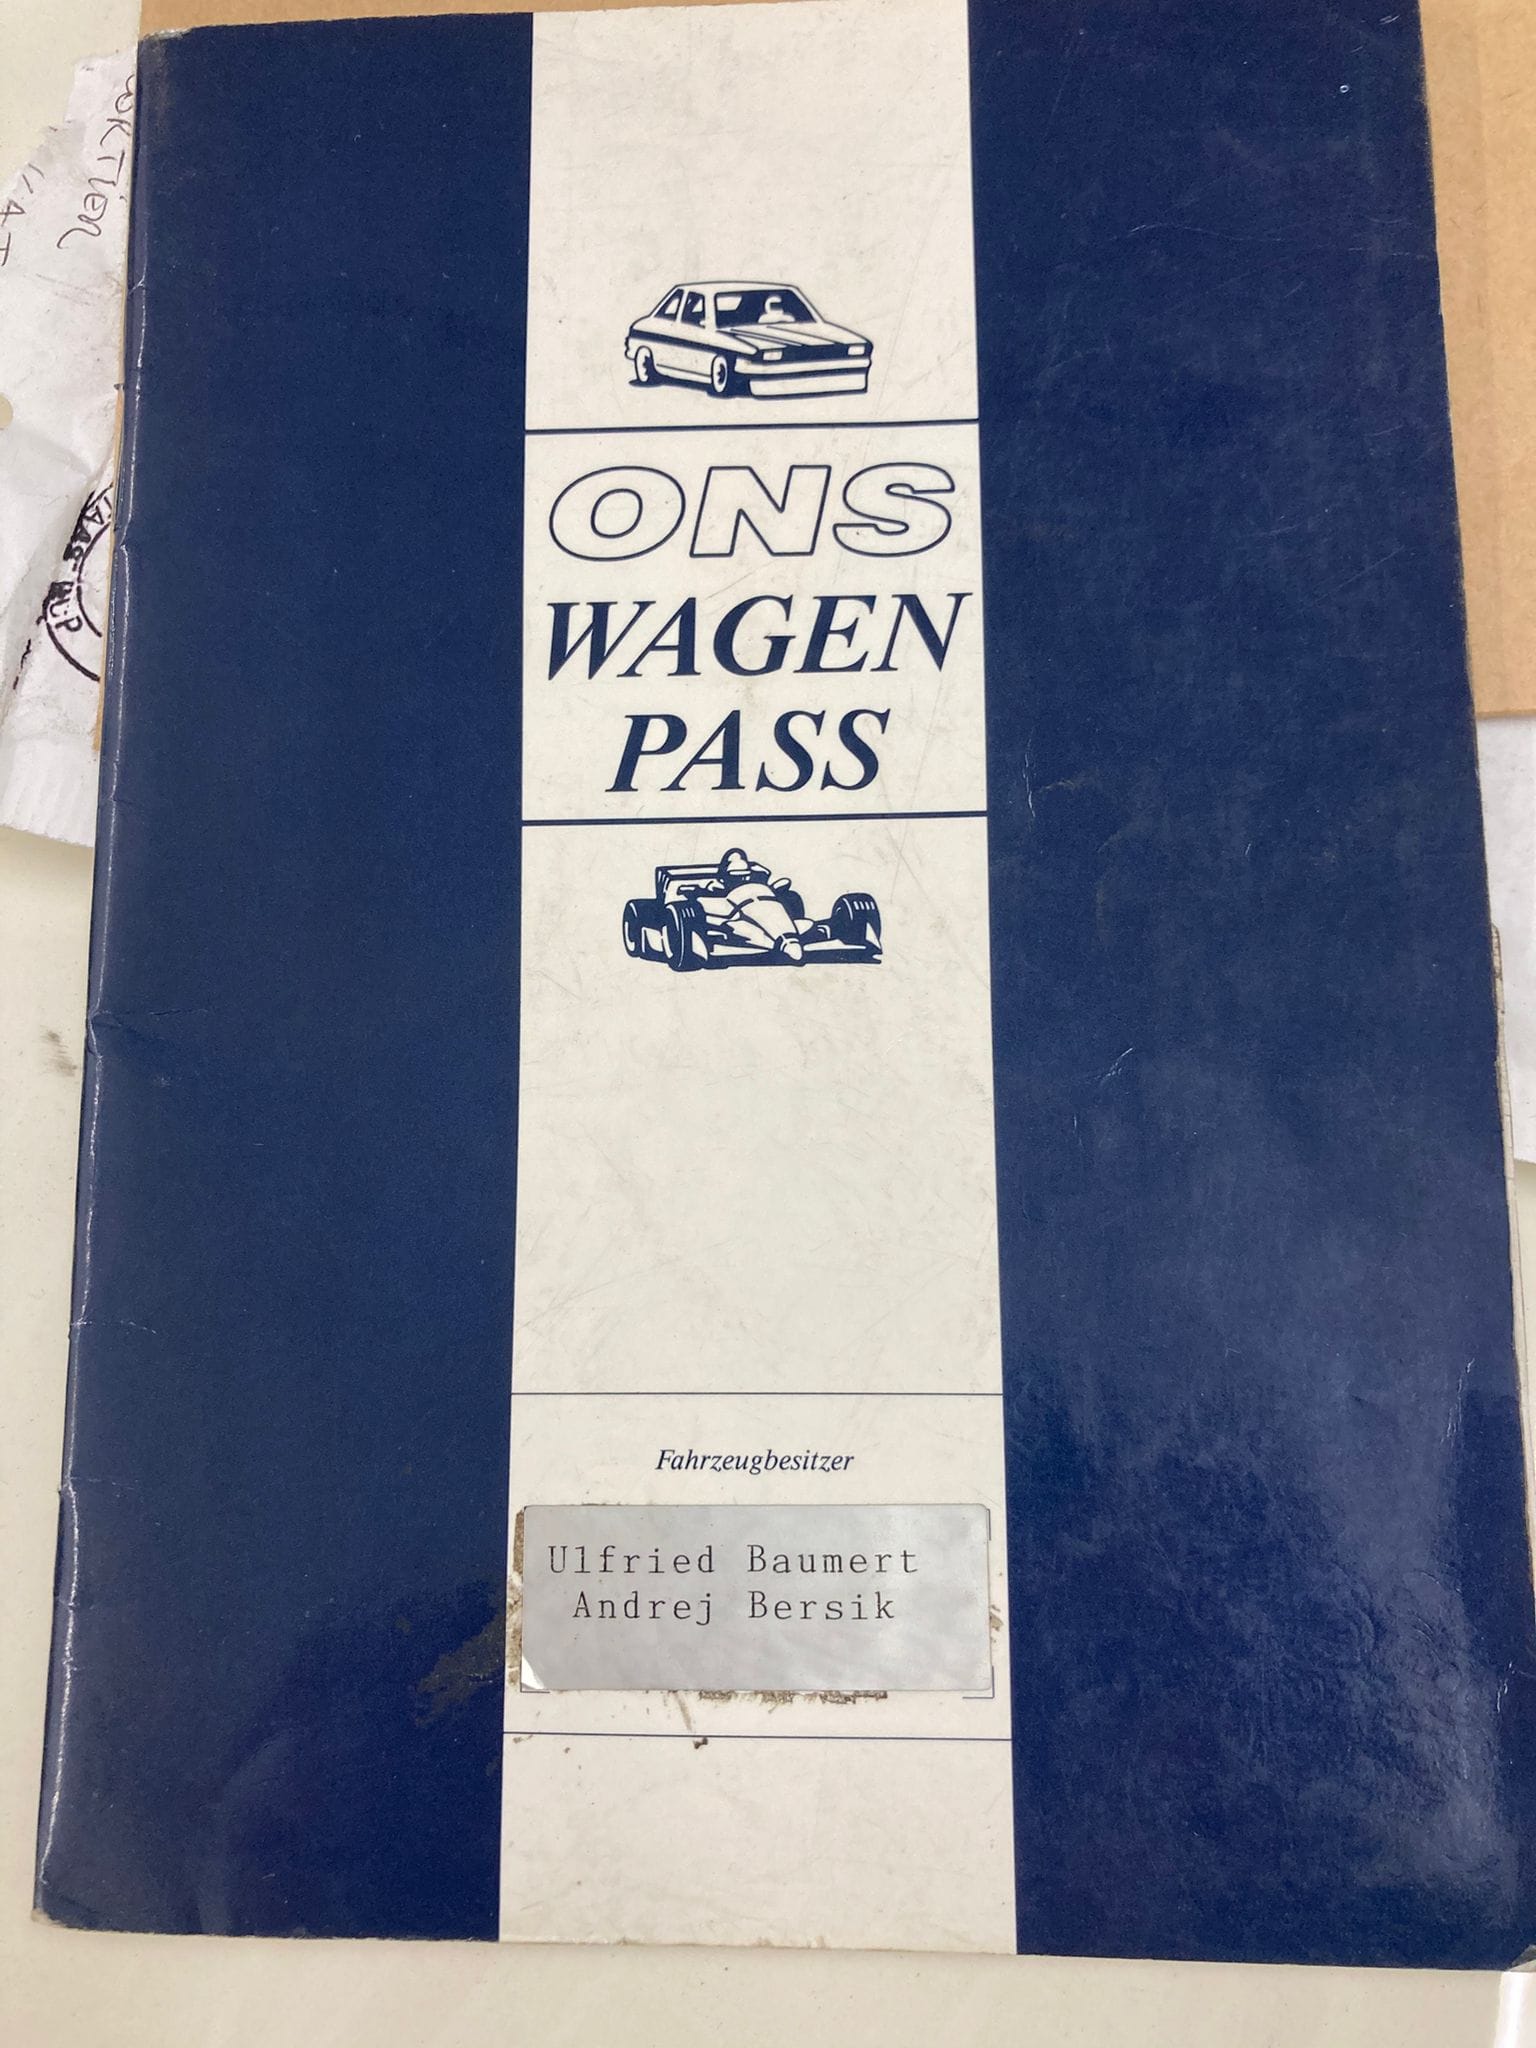 ONS
WAGEN
PASS
Fahrzeugbesitzer
Ulfried Baumert
Andrej Bersik